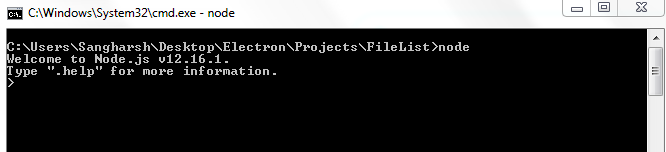 C:\Windows\System32\cmd.exe - node
C:\Users\Sangharsh\Desktop\Electron\Projects\FileList>node
Welcome to Node.js v12.16.1.
Type ".help" for more information.
>